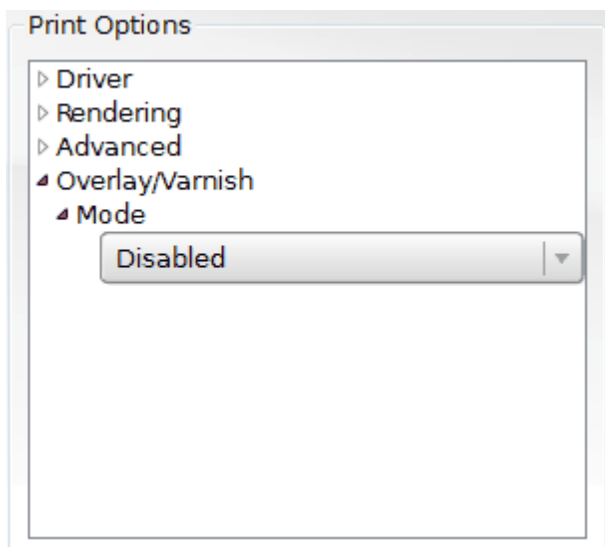 Print Options
Driver
Rendering
Advanced
Overlay/Varnish
Mode
Disabled